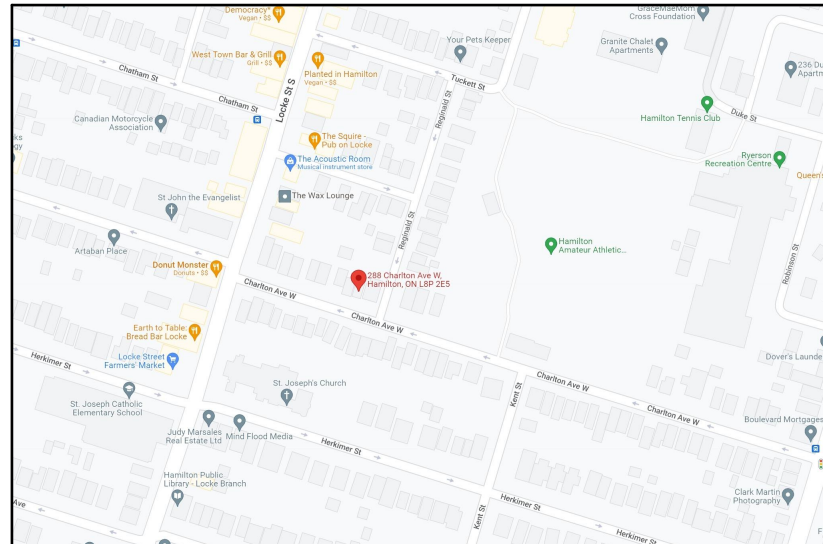 Democracy*
Vegan • $$
GraceMaeMom
Cross Foundation
Your Pets Keeper
Granite Chalet
Apartments
236 Du
Apartm
West Town Bar & Grill
Grill • $$
Planted in Hamilton
Vegan • $$
Chatham St
Chatham St
Locke St S
Tuckett St
Reginald St
Duke St
Hamilton Tennis Club
Canadian Motorcycle
Association
ks
gy
The Squire -
Pub on Locke
The Acoustic Room
Musical instrument store
Ryerson
Recreation Centre
Queen's
The Wax Lounge
St John the Evangelist
Reginald St
Artaban Place
Hamilton
Amateur Athletic...
Robinson St
Donut Monster
Donuts • $$
288 Charlton Ave W,
Hamilton, ON L8P 2E5
Charlton Ave W
Charlton Ave W
Earth to Table:
Bread Bar Locke
Locke Street
Farmers' Market
Dover's Launde
Herkimer St
St. Joseph's Church
Charlton Ave W
Kent St
Charlton Ave W
St. Joseph Catholic
Elementary School
Judy Marsales
Real Estate Ltd
Mind Flood Media
Boulevard Mortgages
Herkimer St
Hamilton Public
Library - Locke Branch
Clark Martin
Photography
Ave
Kent St
Herkimer St
F